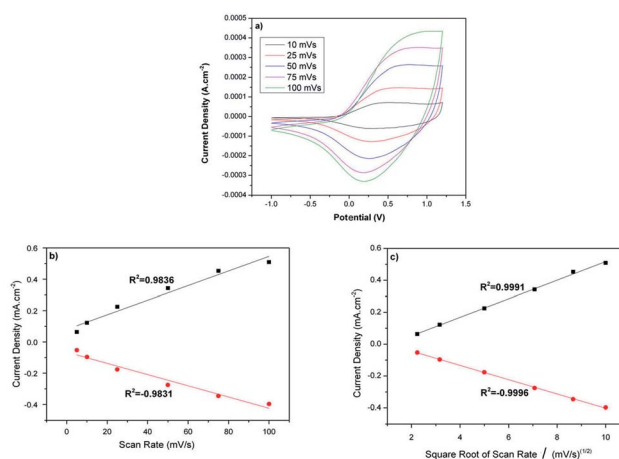 a)
0.0005
0.0004
0.0003
0.0002
0.0001
0.0000
-0.0001
-0.0002
-0.0003
-0.0004
Current Density (A.cm⁻²)
10 mVs
25 mVs
50 mVs
75 mVs
100 mVs
-1.0 -0.5 0.0 0.5 1.0 1.5
Potential (V)
b)
0.6
0.4
0.2
0.0
-0.2
-0.4
Current Density (mA.cm⁻²)
R²=0.9836
R²=-0.9831
0 20 40 60 80 100
Scan Rate (mV/s)
c)
0.6
0.4
0.2
0.0
-0.2
-0.4
Current Density (mA.cm⁻²)
R²=0.9991
R²=-0.9996
2 4 6 8 10
Square Root of Scan Rate / (mV/s)⁽¹/²⁾